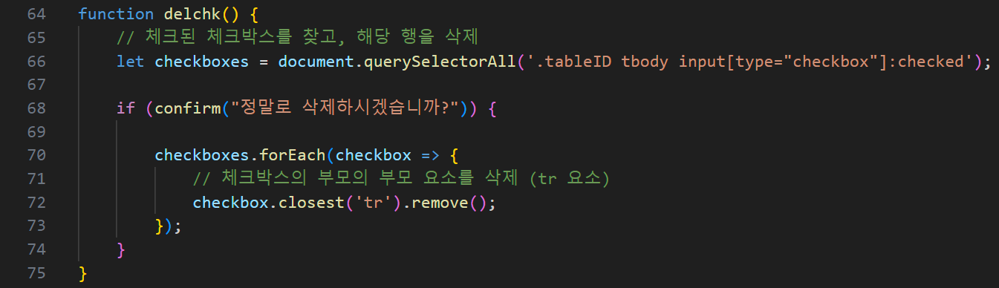 64 function delchk() {
65 // 체크된 체크박스를 찾고, 해당 행을 삭제
66 let checkboxes = document.querySelectorAll('.tableID tbody input[type="checkbox"]:checked');
67
68 if (confirm("정말로 삭제하시겠습니까?")) {
69
70 checkboxes.forEach(checkbox => {
71 // 체크박스의 부모의 부모 요소를 삭제 (tr 요소)
72 checkbox.closest('tr').remove();
73 });
74 }
75 }